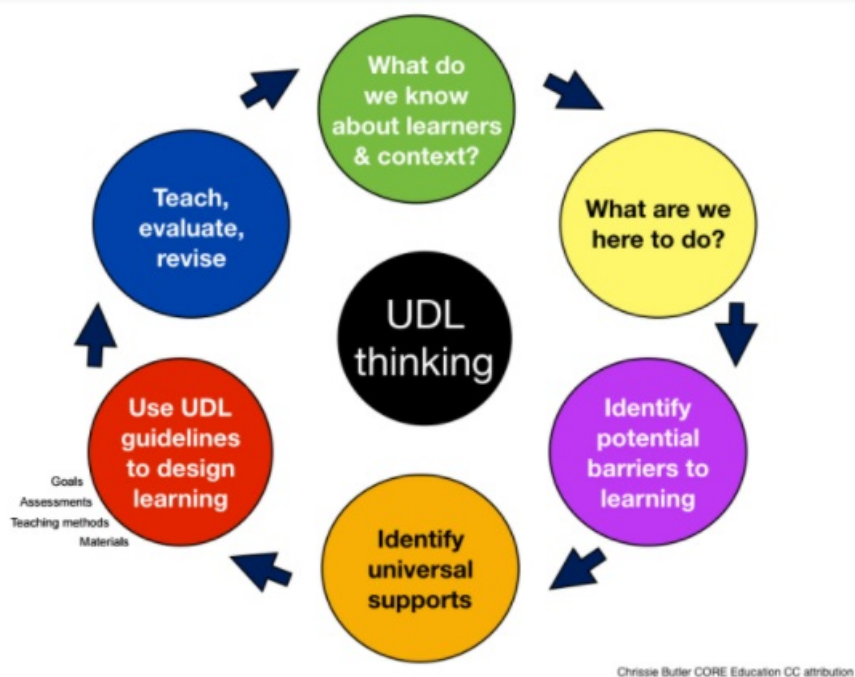 What do
we know
about learners
& context?
What are we
here to do?
Identify
potential
barriers to
learning
Identify
universal
supports
Use UDL
guidelines
to design
learning
Goals
Assessments
Teaching methods
Materials
Teach,
evaluate,
revise
UDL
thinking
Chrissie Butler CORE Education CC attribution